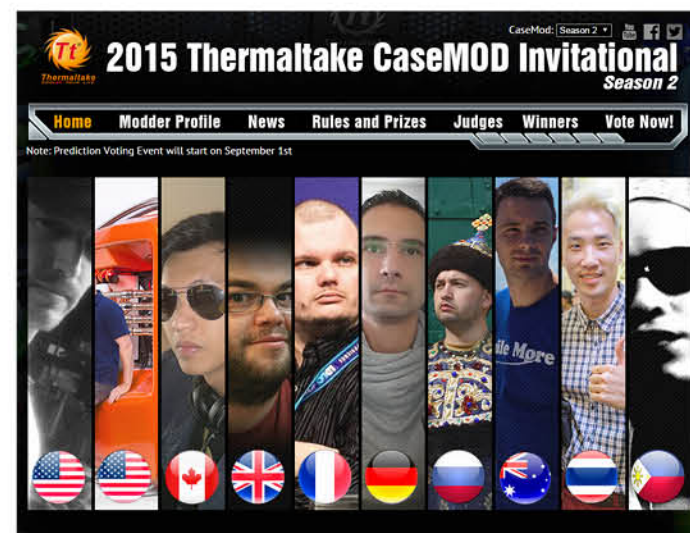 CaseMod: Season 2
Tt
Thermaltake
2015 Thermaltake CaseMOD Invitational
Season 2
Home Modder Profile News Rules and Prizes Judges Winners Vote Now!
Note: Prediction Voting Event will start on September 1st
More